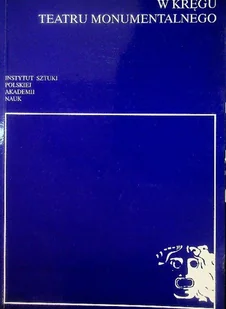 W KRĘGU
TEATRU MONUMENTALNEGO
INSTYTUT SZTUKI
POLSKIEJ
AKADEMII
NAUK